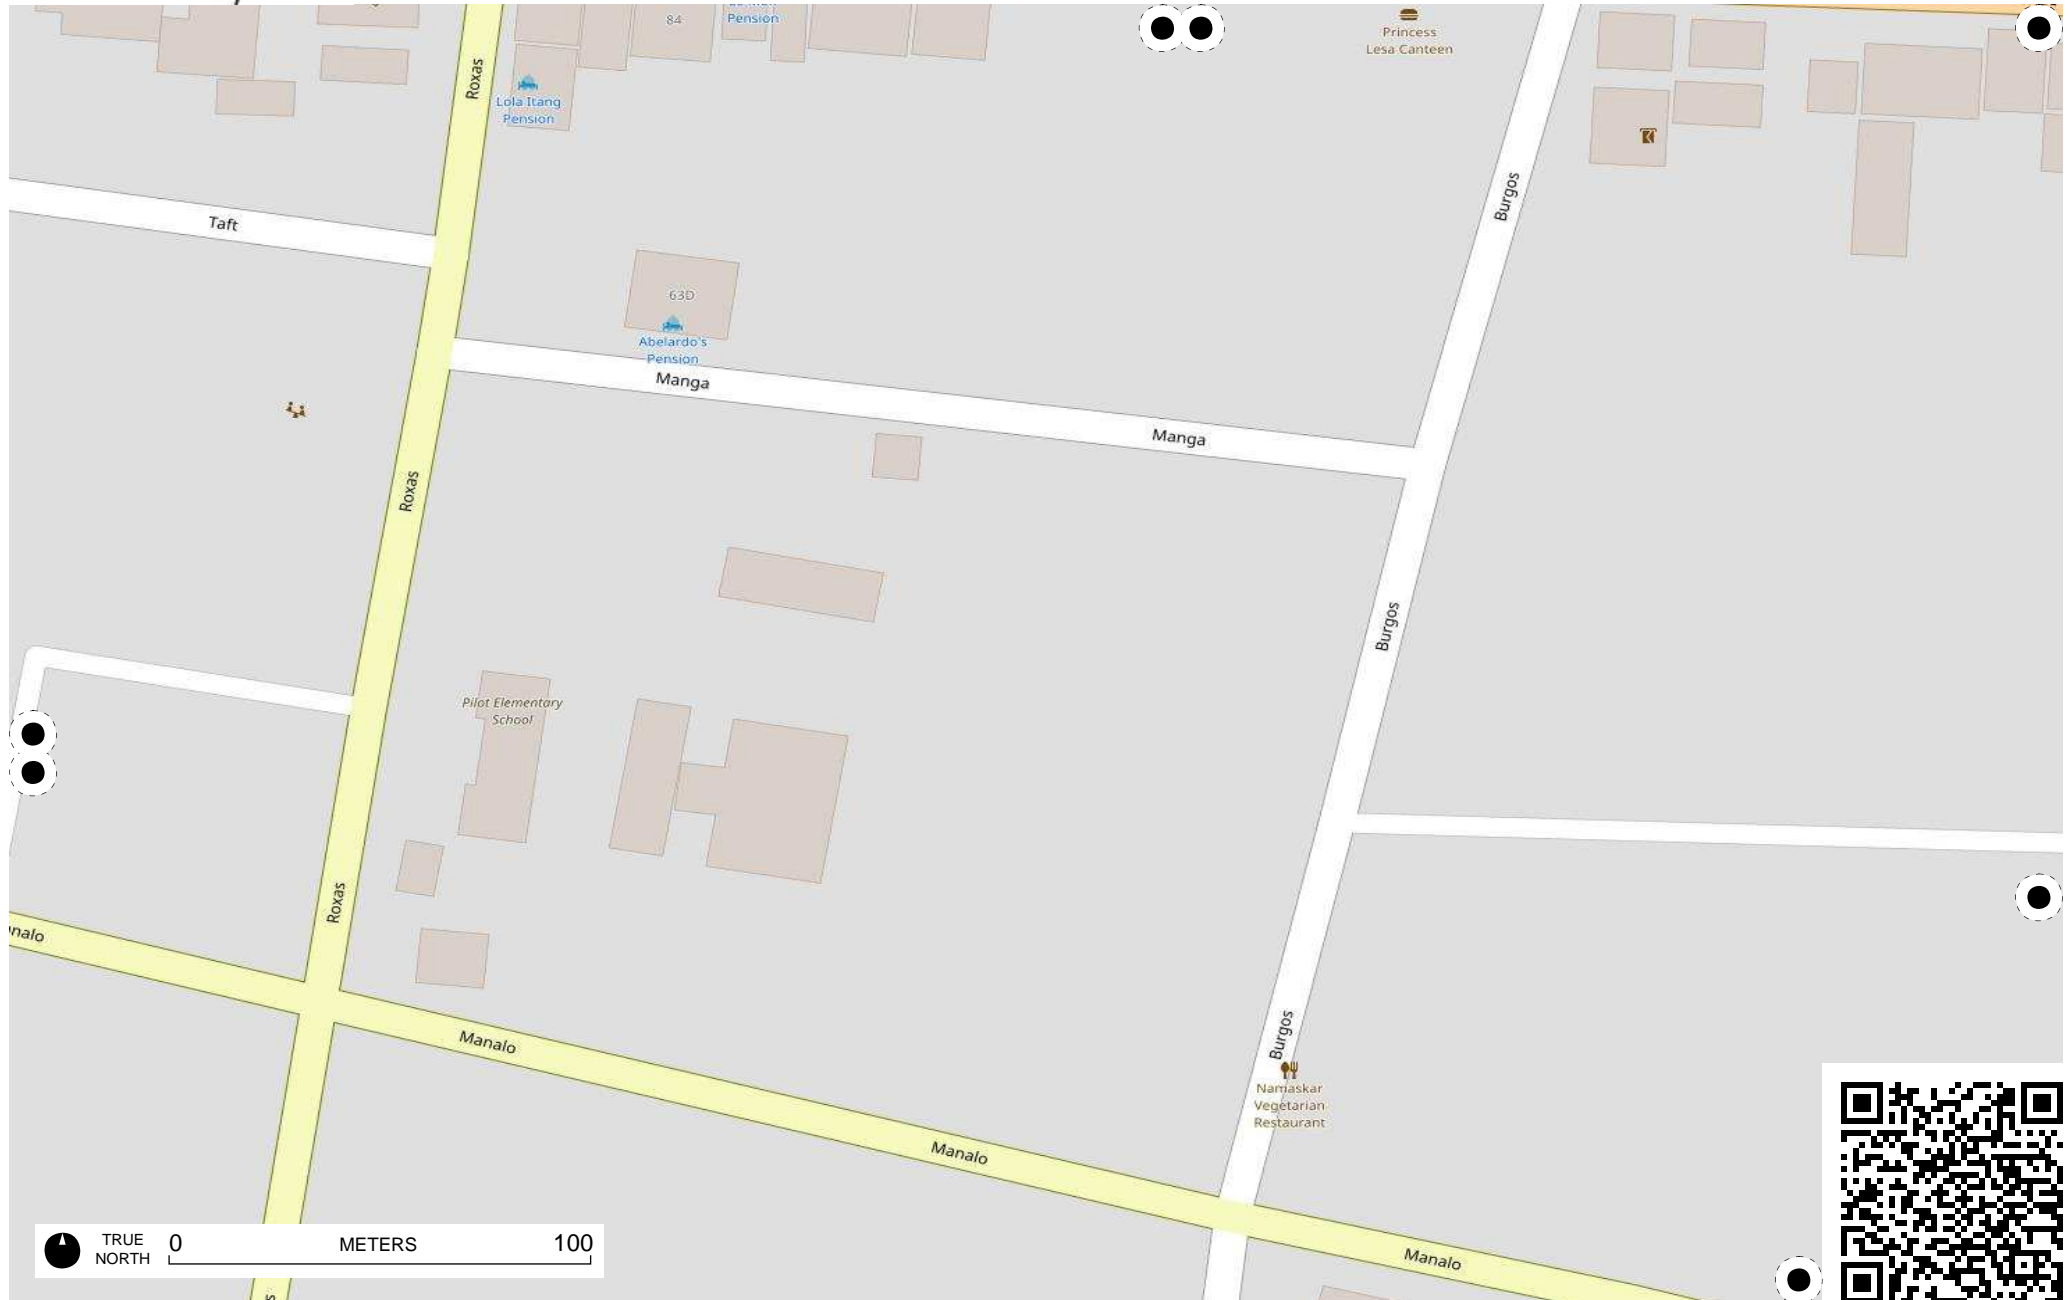 84
Pension
Princess
Lesa Canteen
Roxas
Lola Itang
Pension
Burgos
Taft
63D
Abelardo's
Pension
Manga
Manga
Roxas
Burgos
Pilot Elementary
School
Roxas
nalo
Manalo
Burgos
Namaskar
Vegetarian
Restaurant
Manalo
Manalo
TRUE
NORTH
0 METERS 100